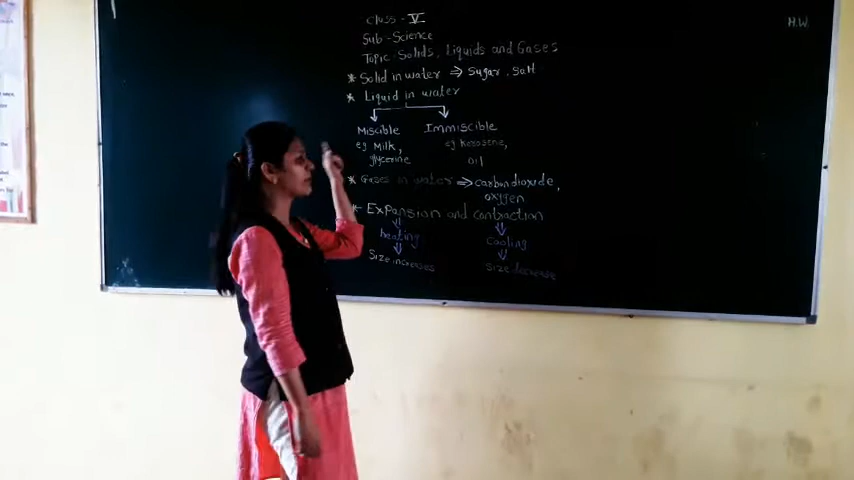 Class - V
Sub - Science
Topic - Solids, Liquids and Gases
* Solid in water ⇒ Sugar, Salt
* Liquid in water
Miscible Immiscible
eg Milk, eg kerosene,
glycerine oil
* Gases in water ⇒ carbondioxide,
oxygen
* Expansion and contraction
heating cooling
Size increases Size decrease
H.W